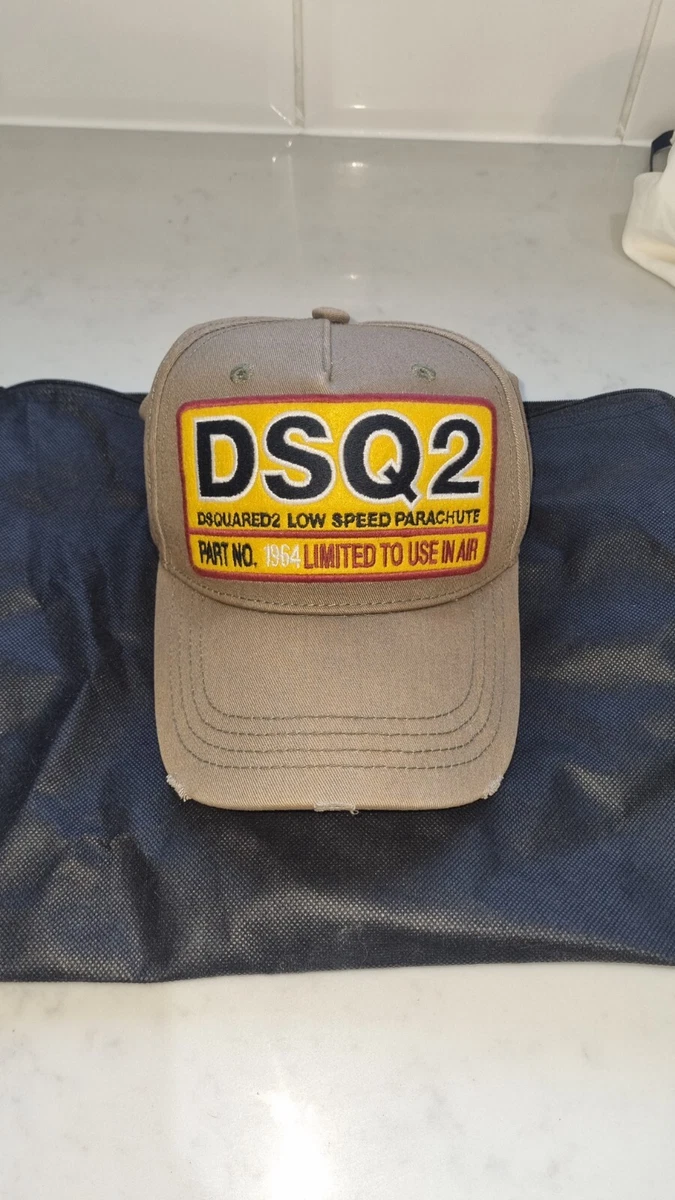 DSQ2
DSQUARED2 LOW SPEED PARACHUTE
PART NO. 1964 LIMITED TO USE IN AIR